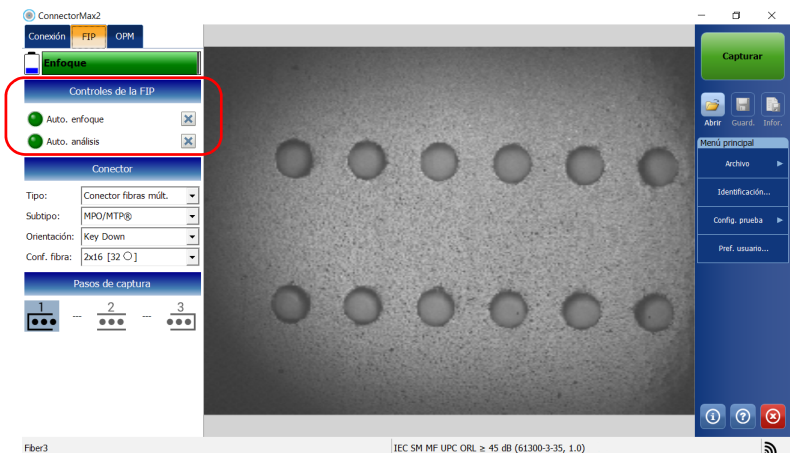 ConnectorMax2
Conexión FIP OPM
Enfoque
Controles de la FIP
Auto. enfoque
Auto. análisis
Conector
Tipo: Conector fibras múlt.
Subtipo: MPO/MTP®
Orientación: Key Down
Conf. fibra: 2x16 [32 O]
Pasos de captura
1 --- 2 --- 3
Capturar
Abrir Guard. Infor.
Menú principal
Archivo
Identificación...
Config. prueba
Pref. usuario...
Fiber3
IEC SM MF UPC ORL ≥ 45 dB (61300-3-35, 1.0)